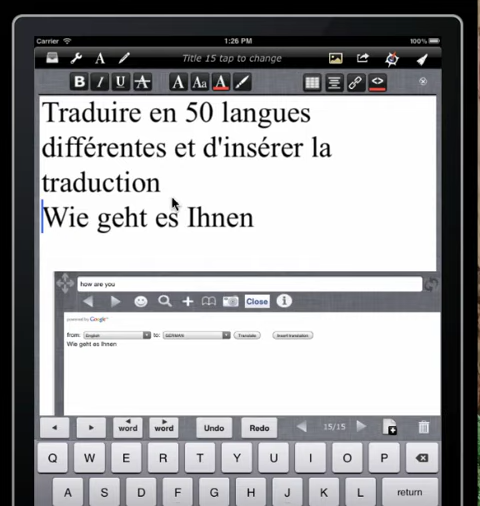 Carrier 1:26 PM 100%
A Title 15 tap to change
B I U A A Aa A <>
Traduire en 50 langues
différentes et d'insérer la
traduction
Wie geht es Ihnen
how are you
Close i
powered by Google™
from: English to: GERMAN Translate Insert translation
Wie geht es Ihnen
word word Undo Redo 15/15
Q W E R T Y U I O P
A S D F G H J K L return